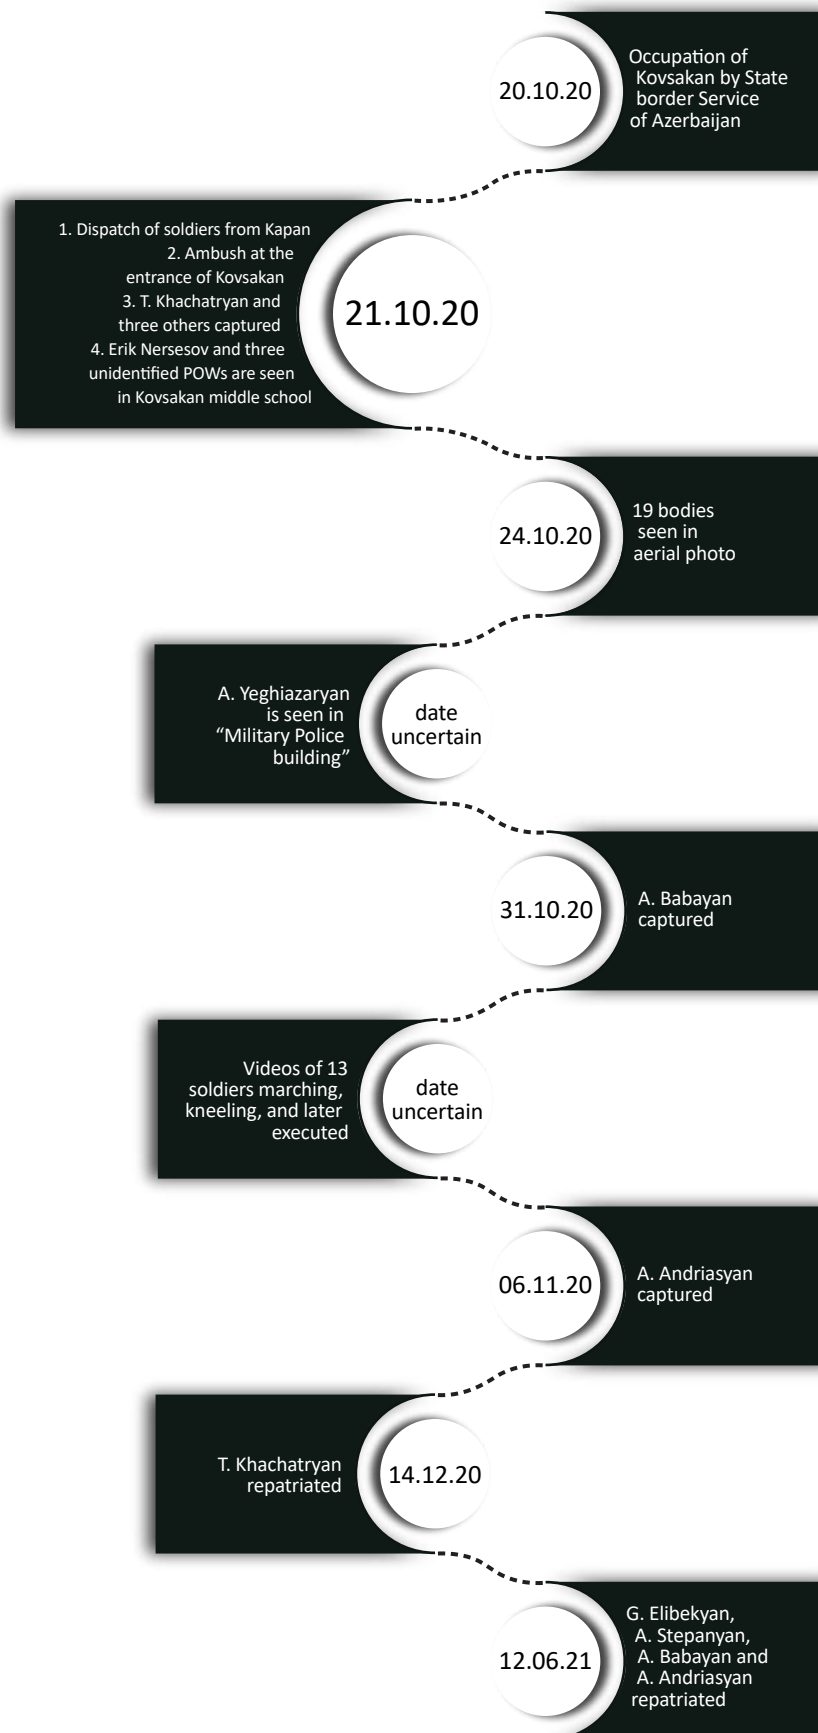 20.10.20
Occupation of
Kovsakan by State
border Service
of Azerbaijan
1. Dispatch of soldiers from Kapan
2. Ambush at the
entrance of Kovsakan
3. T. Khachatryan and
three others captured
4. Erik Nersesov and three
unidentified POWs are seen
in Kovsakan middle school
21.10.20
24.10.20
19 bodies
seen in
aerial photo
A. Yeghiazaryan
is seen in
“Military Police
building”
date
uncertain
31.10.20
A. Babayan
captured
Videos of 13
soldiers marching,
kneeling, and later
executed
date
uncertain
06.11.20
A. Andriasyan
captured
T. Khachatryan
repatriated
14.12.20
12.06.21
G. Elibekyan,
A. Stepanyan,
A. Babayan and
A. Andriasyan
repatriated